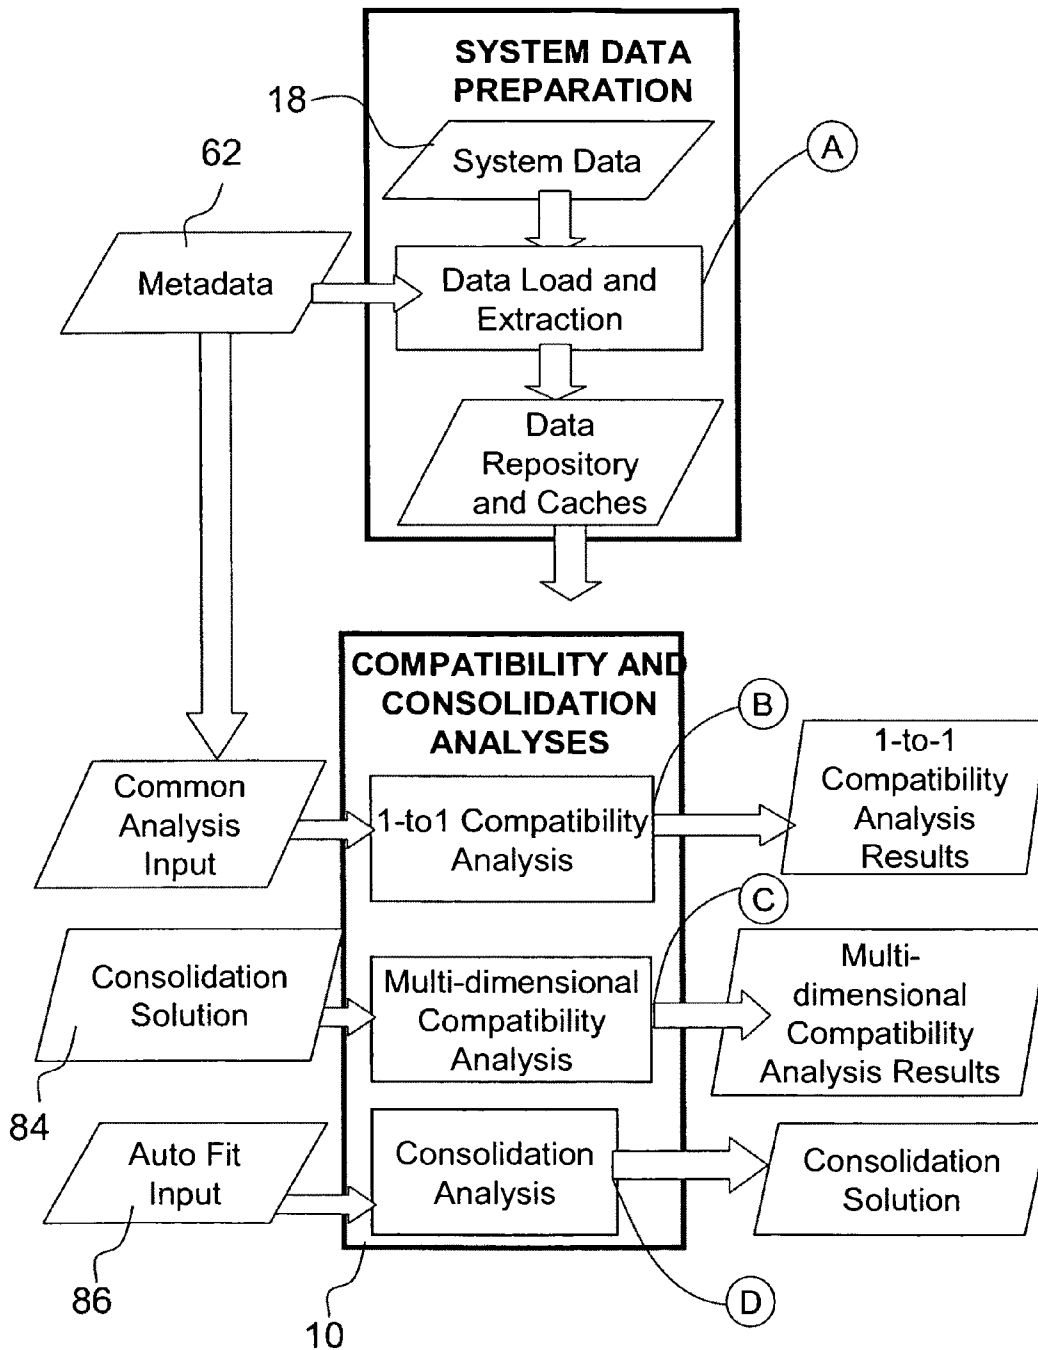 SYSTEM DATA
PREPARATION
18
System Data
A
62
Metadata
Data Load and
Extraction
Data
Repository
and Caches
COMPATIBILITY AND
CONSOLIDATION
ANALYSES
B
Common
Analysis
Input
1-to1 Compatibility
Analysis
1-to-1
Compatibility
Analysis
Results
C
Consolidation
Solution
84
Multi-dimensional
Compatibility
Analysis
Multi-
dimensional
Compatibility
Analysis Results
Auto Fit
Input
86
Consolidation
Analysis
Consolidation
Solution
10
D